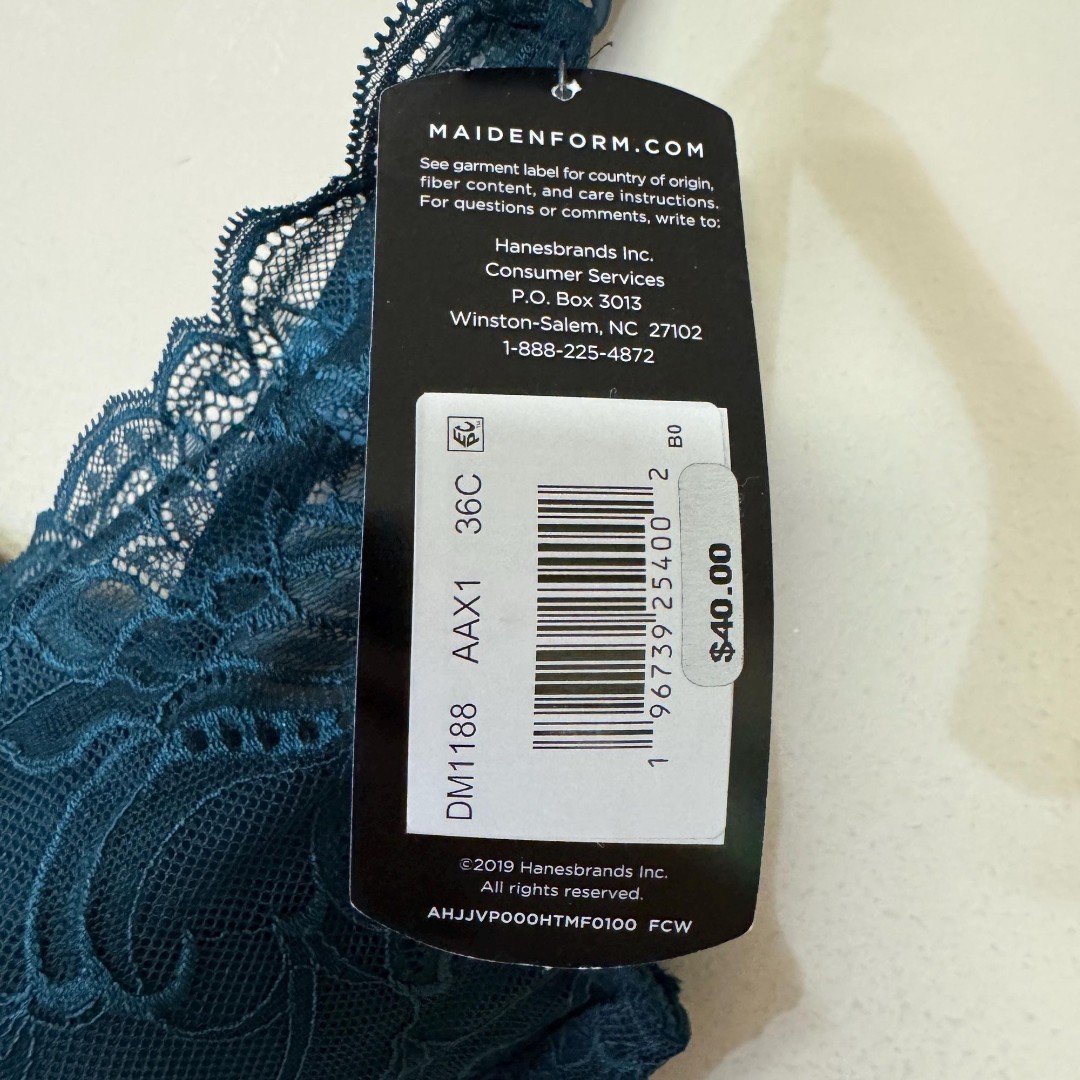 MAIDENFORM.COM
See garment label for country of origin,
fiber content, and care instructions.
For questions or comments, write to:
Hanesbrands Inc.
Consumer Services
P.O. Box 3013
Winston-Salem, NC 27102
1-888-225-4872
DM1188 AAX1 36C
ECP™
1 96739 25400 2
B0
$40.00
©2019 Hanesbrands Inc.
All rights reserved.
AHJJVP000HTMF0100 FCW